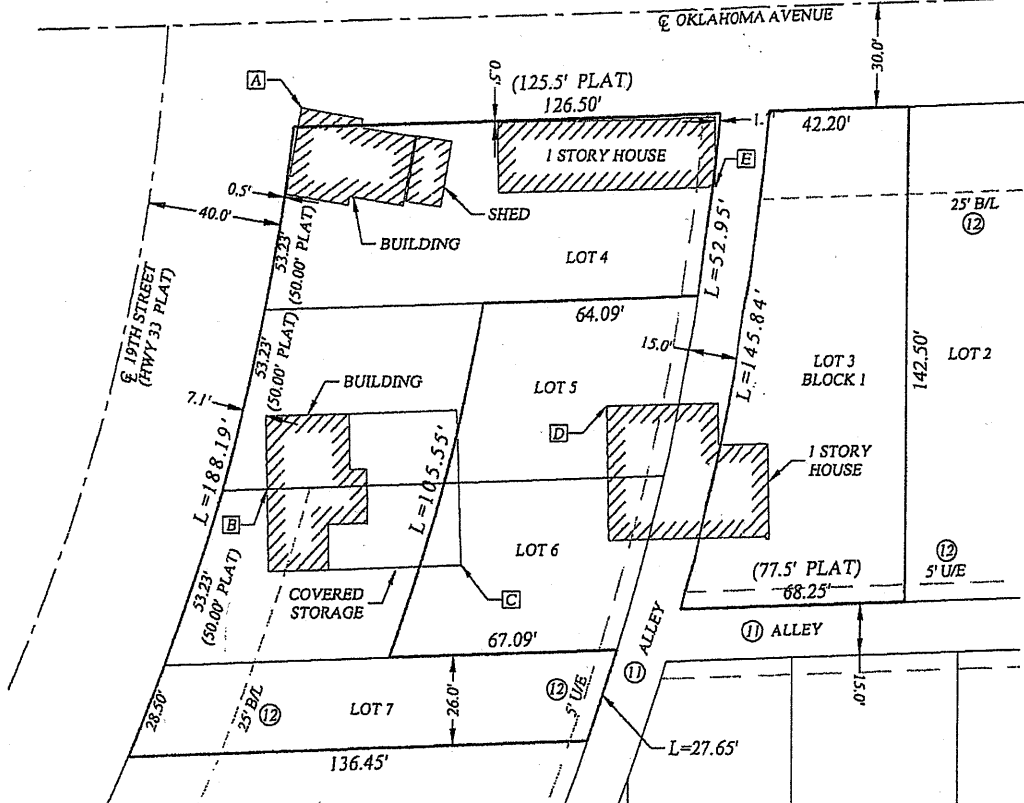 ℄ OKLAHOMA AVENUE
30.0'
A
0.5'
(125.5' PLAT)
126.50'
1.
42.20'
1 STORY HOUSE
E
0.5'
40.0'
SHED
BUILDING
25' B/L
12
53.23'
(50.00' PLAT)
LOT 4
L=52.95'
64.09'
℄ 19TH STREET
(HWY 33 PLAT)
53.23'
(50.00' PLAT)
15.0'
L=145.84'
LOT 3
BLOCK 1
142.50'
LOT 2
BUILDING
LOT 5
7.1'
D
L=188.19'
L=105.55'
1 STORY
HOUSE
B
LOT 6
12
5' U/E
53.23'
(50.00' PLAT)
COVERED
STORAGE
C
(77.5' PLAT)
68.25'
67.09'
11 ALLEY
11 ALLEY
15.0'
28.50'
25' B/L
12
LOT 7
26.0'
12
5' U/E
L=27.65'
136.45'